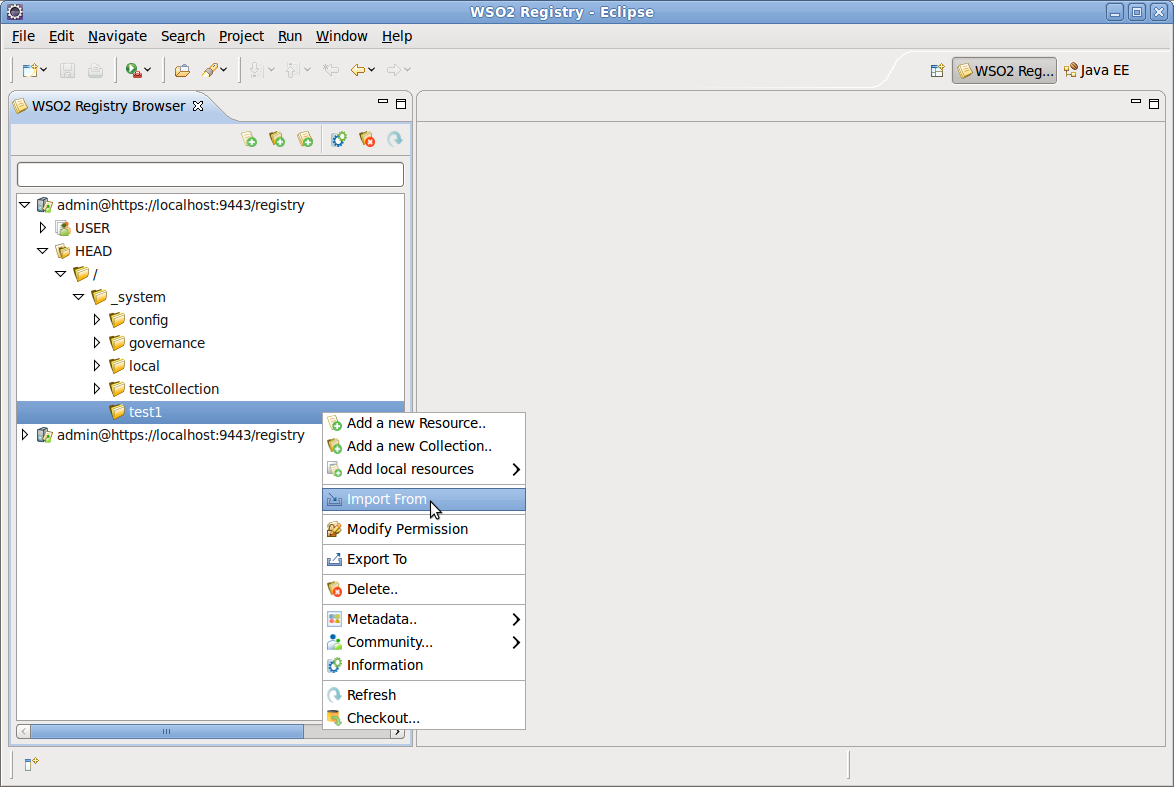 WSO2 Registry - Eclipse
File Edit Navigate Search Project Run Window Help
WSO2 Reg... Java EE
WSO2 Registry Browser
admin@https://localhost:9443/registry
USER
HEAD
/
_system
config
governance
local
testCollection
test1
admin@https://localhost:9443/registry
Add a new Resource..
Add a new Collection..
Add local resources
Import From
Modify Permission
Export To
Delete..
Metadata..
Community...
Information
Refresh
Checkout...